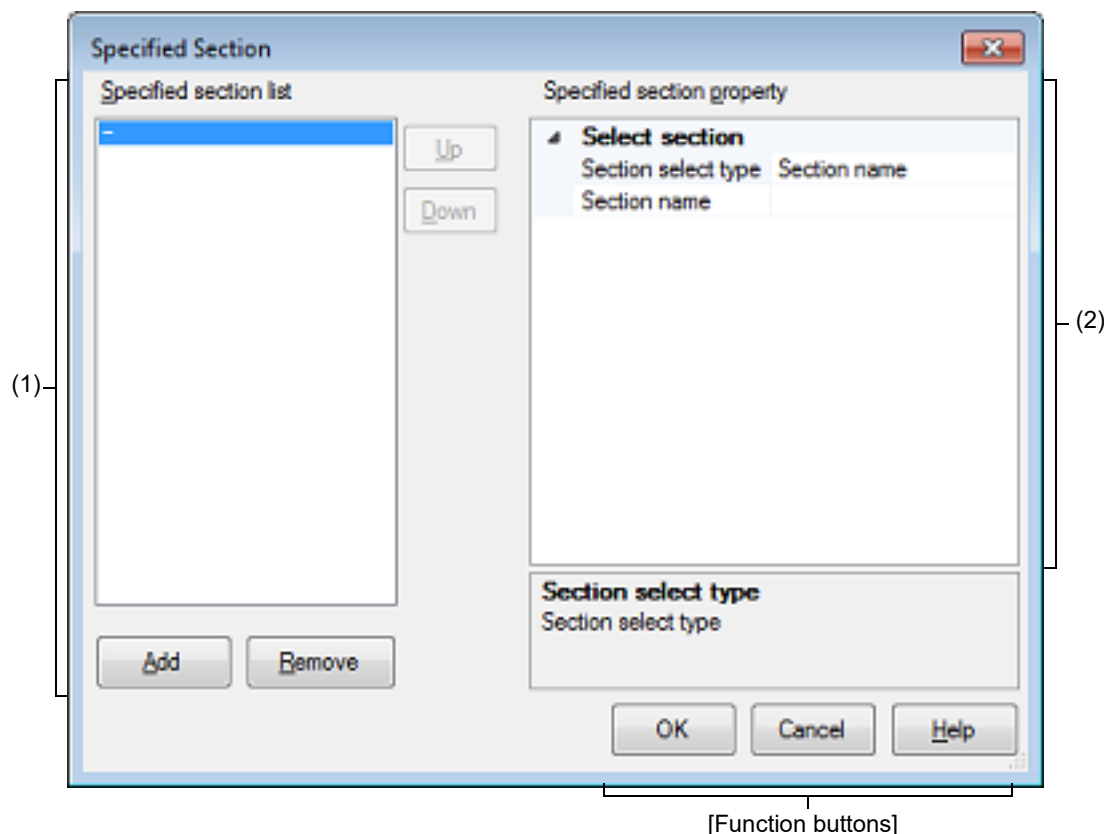 Specified Section
Specified section list
Specified section property
–
Up
Down
Select section
Section select type Section name
Section name
(1)
(2)
Section select type
Section select type
Add Remove
OK Cancel Help
[Function buttons]